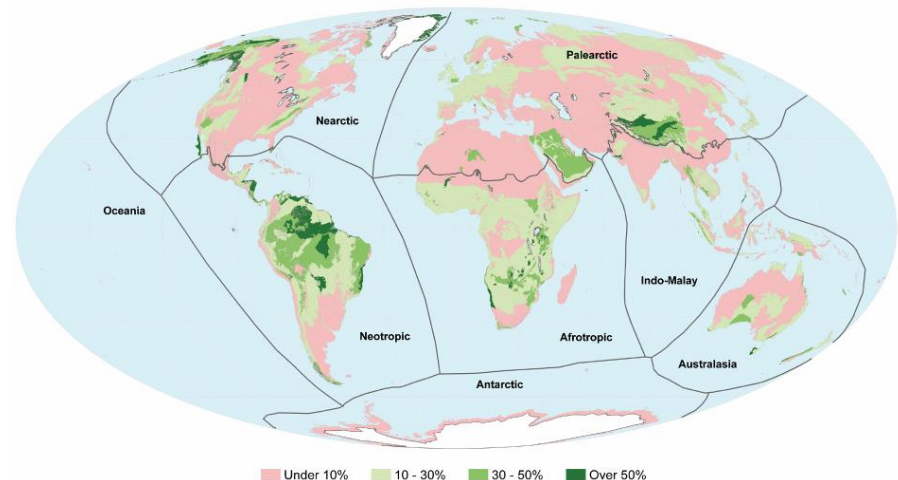 Palearctic
Nearctic
Oceania
Indo-Malay
Neotropic
Afrotropic
Australasia
Antarctic
Under 10% 10 - 30% 30 - 50% Over 50%